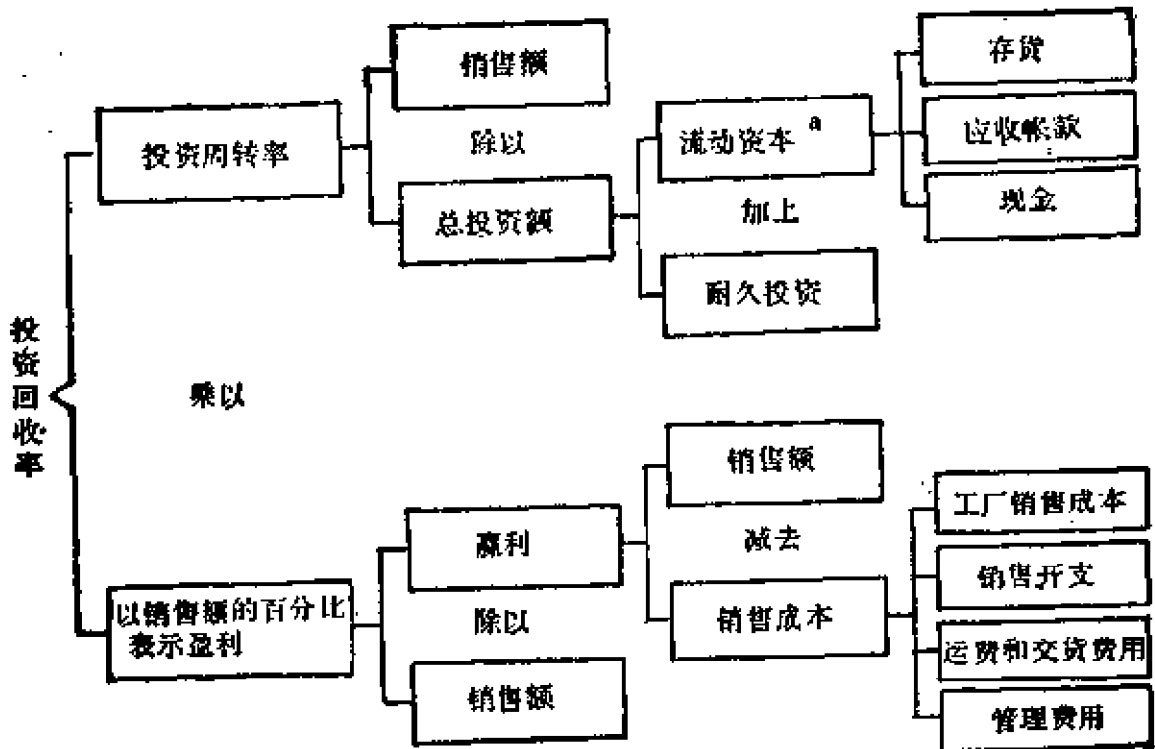 存货
销售额
流动资本 a
应收帐款
投资周转率
除以
现金
总投资额
加上
耐久投资
投资回收率
乘以
销售额
工厂销售成本
赢利
减去
销售开支
以销售额的百分比
表示盈利
除以
销售成本
运费和交货费用
销售额
管理费用